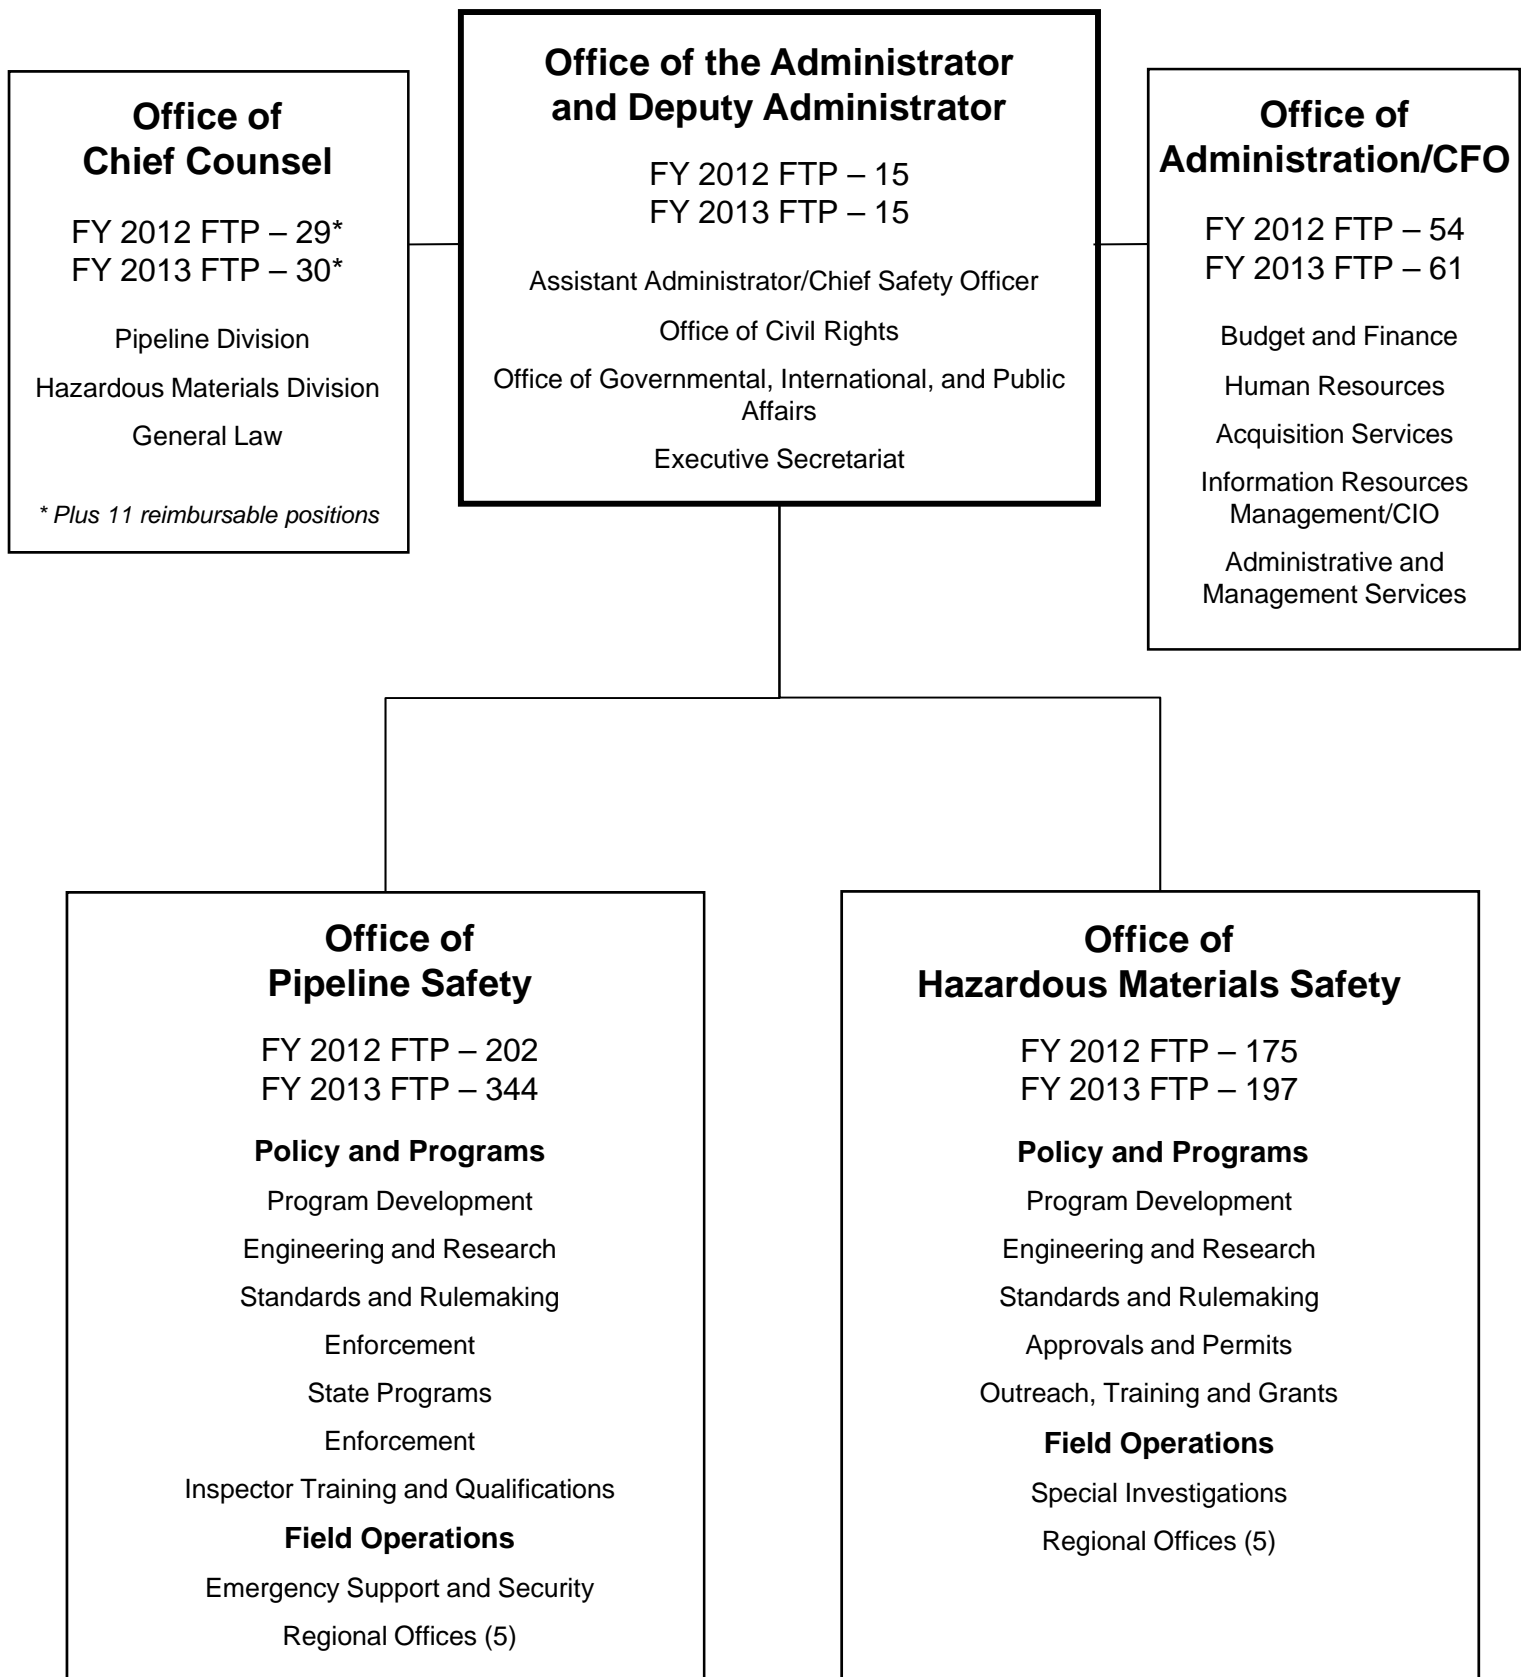 Office of the Administrator
and Deputy Administrator
FY 2012 FTP – 15
FY 2013 FTP – 15
Assistant Administrator/Chief Safety Officer
Office of Civil Rights
Office of Governmental, International, and Public
Affairs
Executive Secretariat
Office of
Chief Counsel
FY 2012 FTP – 29*
FY 2013 FTP – 30*
Pipeline Division
Hazardous Materials Division
General Law
* Plus 11 reimbursable positions
Office of
Administration/CFO
FY 2012 FTP – 54
FY 2013 FTP – 61
Budget and Finance
Human Resources
Acquisition Services
Information Resources
Management/CIO
Administrative and
Management Services
Office of
Pipeline Safety
FY 2012 FTP – 202
FY 2013 FTP – 344
Policy and Programs
Program Development
Engineering and Research
Standards and Rulemaking
Enforcement
State Programs
Enforcement
Inspector Training and Qualifications
Field Operations
Emergency Support and Security
Regional Offices (5)
Office of
Hazardous Materials Safety
FY 2012 FTP – 175
FY 2013 FTP – 197
Policy and Programs
Program Development
Engineering and Research
Standards and Rulemaking
Approvals and Permits
Outreach, Training and Grants
Field Operations
Special Investigations
Regional Offices (5)